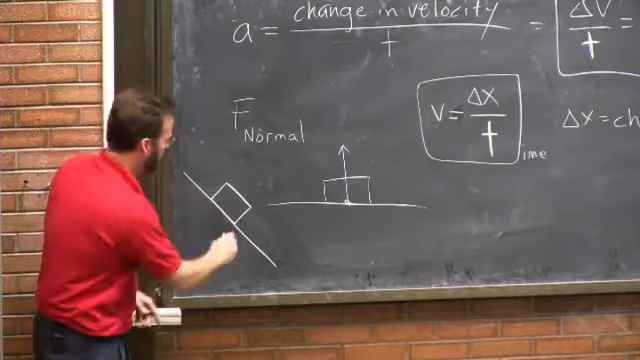 a = change in velocity / t = ΔV / t =
F Normal
V = ΔX / time
ΔX = ch